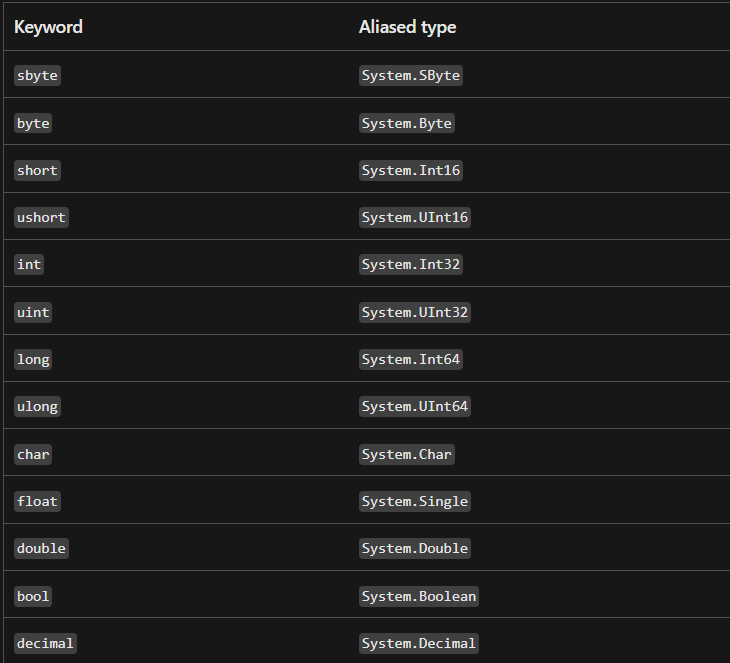 Keyword Aliased type
sbyte System.SByte
byte System.Byte
short System.Int16
ushort System.UInt16
int System.Int32
uint System.UInt32
long System.Int64
ulong System.UInt64
char System.Char
float System.Single
double System.Double
bool System.Boolean
decimal System.Decimal